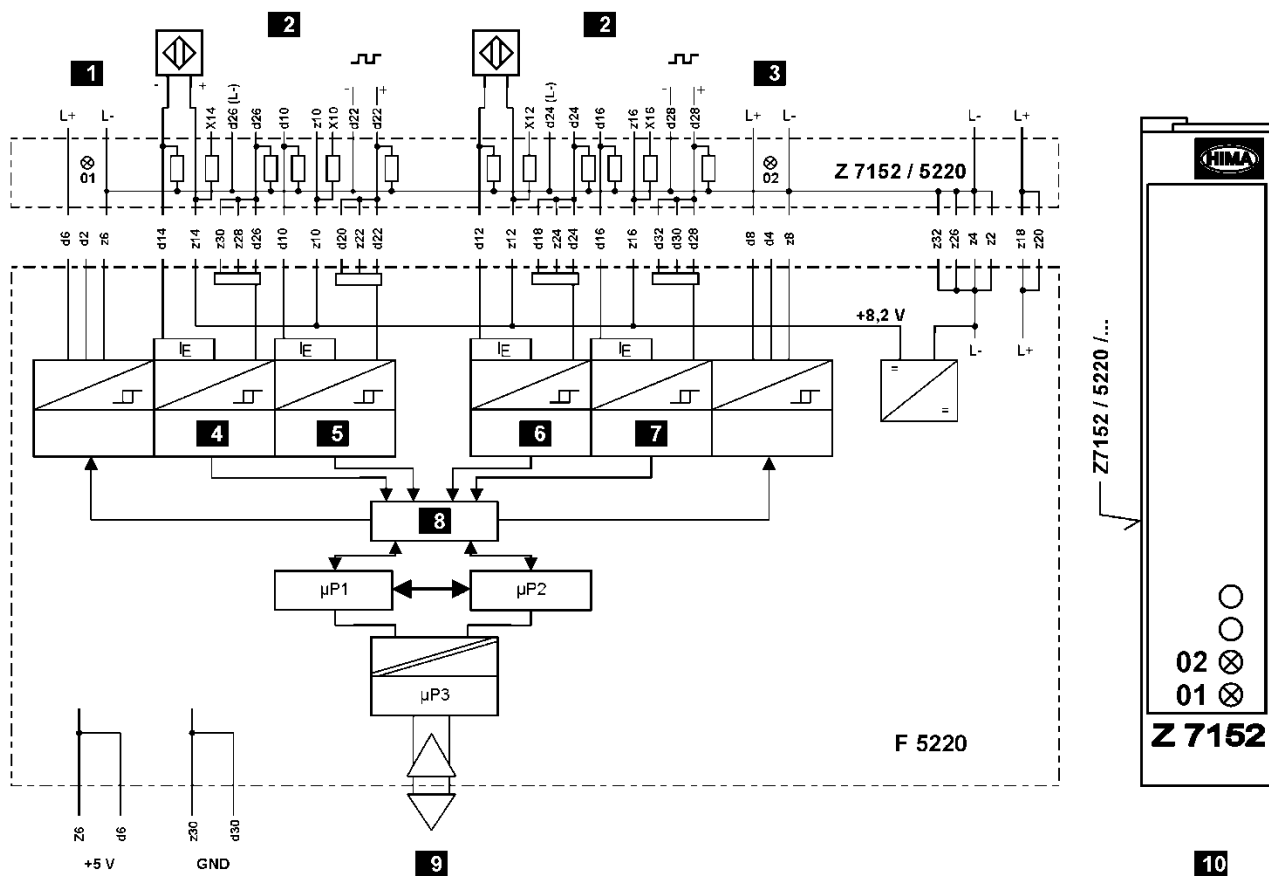 2
2
1
3
- +
X14
d26 (L-)
d26
d10
z10
X10
- +
d22
d22
- +
X12
d24 (L-)
d24
d16
z16
X16
- +
d28
d28
L+
L-
L+
L-
L-
L+
01
02
Z 7152 / 5220
HIMA
d6
d2
z6
d14
z14
z30
z28
d26
d10
z10
d20
z22
d22
d12
z12
d18
z24
d24
d16
z16
d32
d30
d28
d8
d4
z8
z32
z26
z4
z2
z18
z20
+8,2 V
L-
L+
IE
IE
IE
IE
=
=
4
5
6
7
8
µP1
µP2
µP3
F 5220
Z6
d6
z30
d30
+5 V
GND
9
Z7152 / 5220 /...
02
01
Z 7152
10